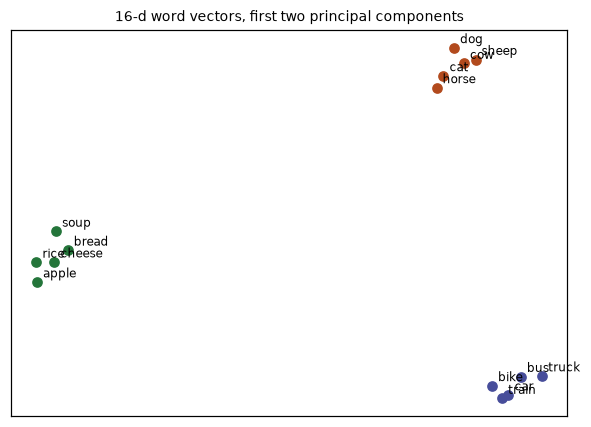 16-d word vectors, first two principal components
dog
sheep
cow
cat
horse
soup
bread
rice
cheese
apple
bus
truck
bike
car
train